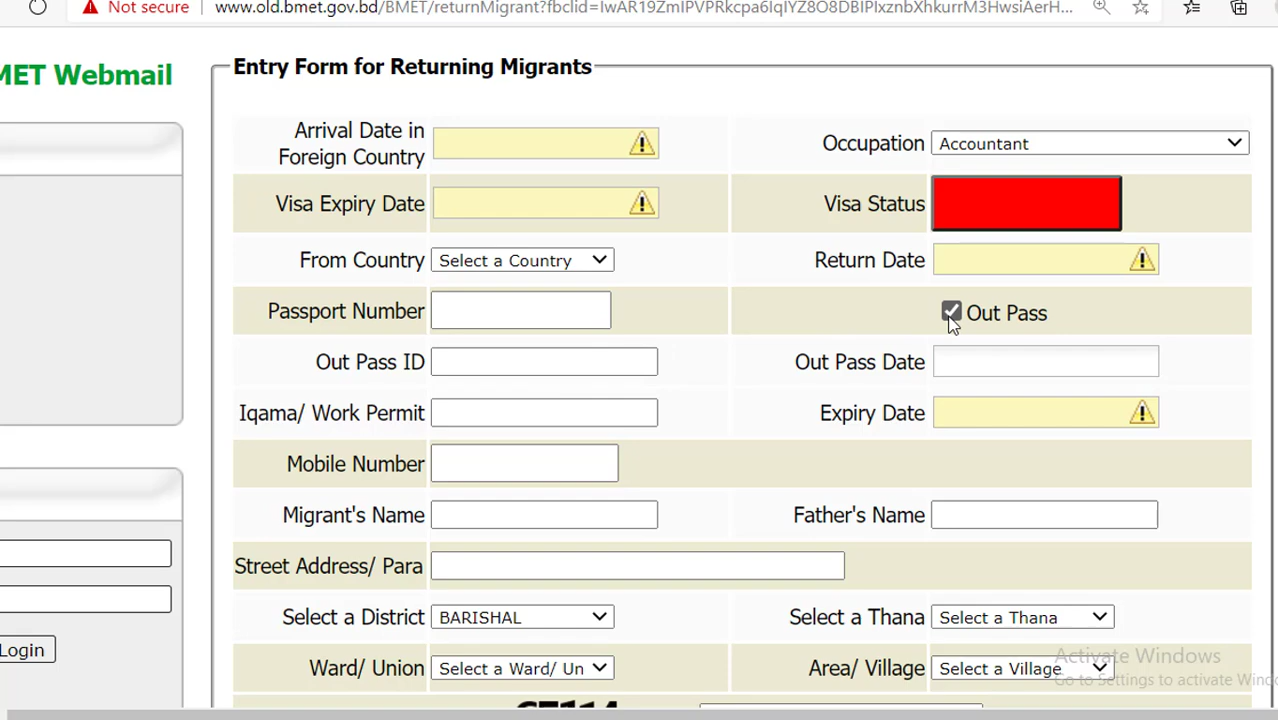 Not secure
www.old.bmet.gov.bd/BMET/returnMigrant?fbclid=IwAR19ZmIPVPRkcpa6IqIYZ8O8DBIPIxznbXhkurrM3HwsiAerH...
MET Webmail
Entry Form for Returning Migrants
Arrival Date in
Foreign Country
Occupation Accountant
Visa Expiry Date Visa Status
From Country Select a Country Return Date
Passport Number Out Pass
Out Pass ID Out Pass Date
Iqama/ Work Permit Expiry Date
Mobile Number
Migrant's Name Father's Name
Street Address/ Para
Select a District BARISHAL Select a Thana Select a Thana
Login Ward/ Union Select a Ward/ Un Area/ Village Select a Village
Activate Windows
Go to Settings to activate Wind